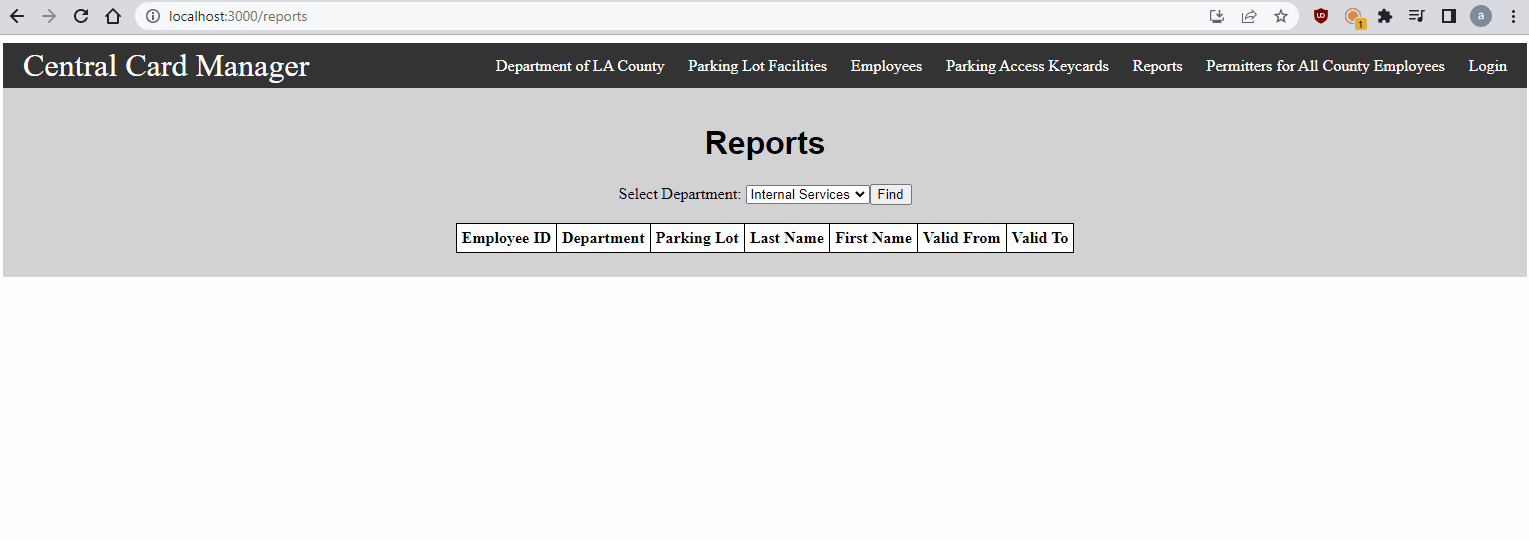 localhost:3000/reports
UD
1
a
Central Card Manager
Department of LA County Parking Lot Facilities Employees Parking Access Keycards Reports Permitters for All County Employees Login
Reports
Select Department: Internal Services Find
Employee ID Department Parking Lot Last Name First Name Valid From Valid To